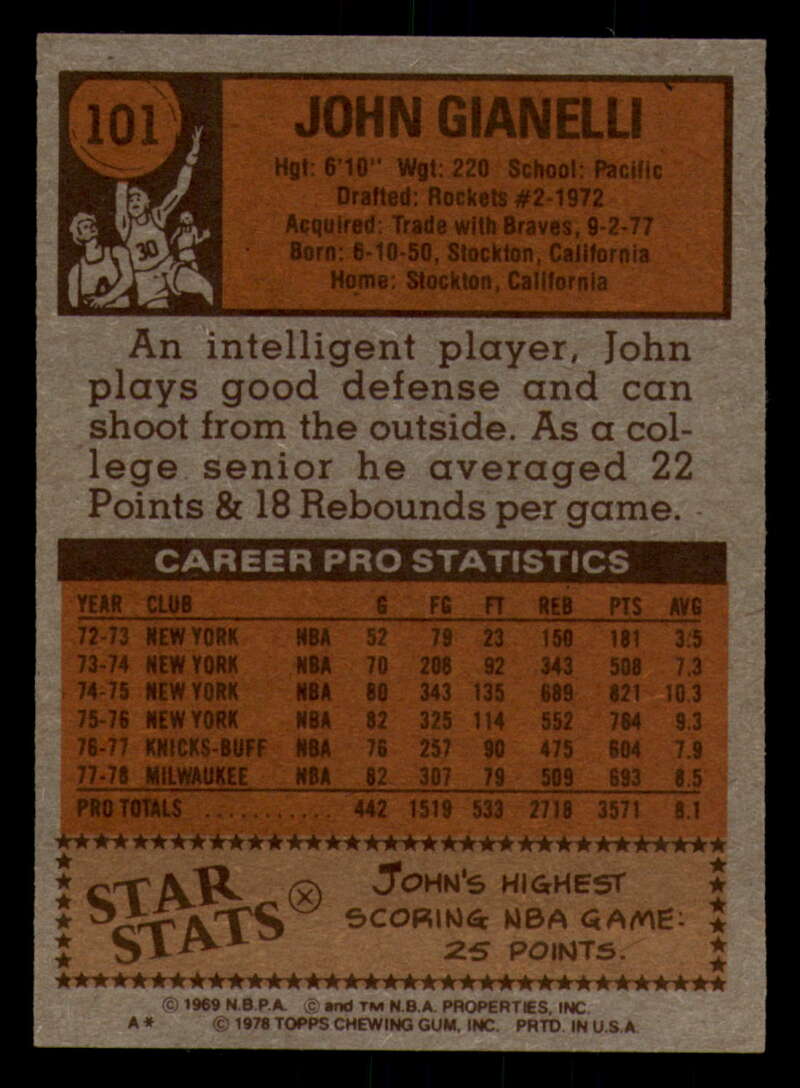 101
JOHN GIANELLI
Hgt: 6'10" Wgt: 220 School: Pacific
Drafted: Rockets #2-1972
Acquired: Trade with Braves, 9-2-77
Born: 6-10-50, Stockton, California
Home: Stockton, California
30
An intelligent player, John
plays good defense and can
shoot from the outside. As a col-
lege senior he averaged 22
Points & 18 Rebounds per game.
CAREER PRO STATISTICS
YEAR CLUB G FG FT REB PTS AVG
72-73 NEW YORK NBA 52 79 23 150 181 3.5
73-74 NEW YORK NBA 70 208 92 343 508 7.3
74-75 NEW YORK NBA 80 343 135 689 821 10.3
75-76 NEW YORK NBA 82 325 114 552 764 9.3
76-77 KNICKS-BUFF NBA 76 257 90 475 604 7.9
77-78 MILWAUKEE NBA 82 307 79 509 693 8.5
PRO TOTALS ........... 442 1519 533 2718 3571 8.1
STAR STATS
JOHN'S HIGHEST
SCORING NBA GAME:
25 POINTS.
© 1969 N.B.P.A. © and TM N.B.A. PROPERTIES, INC.
A* © 1978 TOPPS CHEWING GUM, INC. PRTD. IN U.S.A.